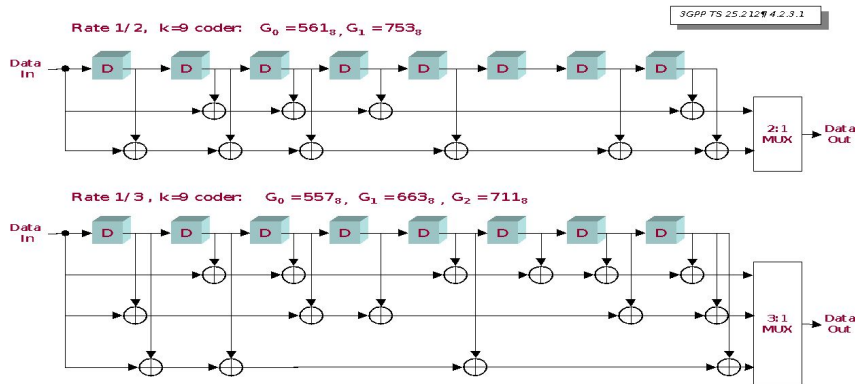 3GPP TS 25.212¶ 4.2.3.1
Rate 1/2, k=9 coder: G₀ =561₈, G₁ =753₈
Data In
D D D D D D D D
2:1 MUX
Data Out
Rate 1/3, k=9 coder: G₀ =557₈, G₁ =663₈, G₂ =711₈
Data In
D D D D D D D D
3:1 MUX
Data Out